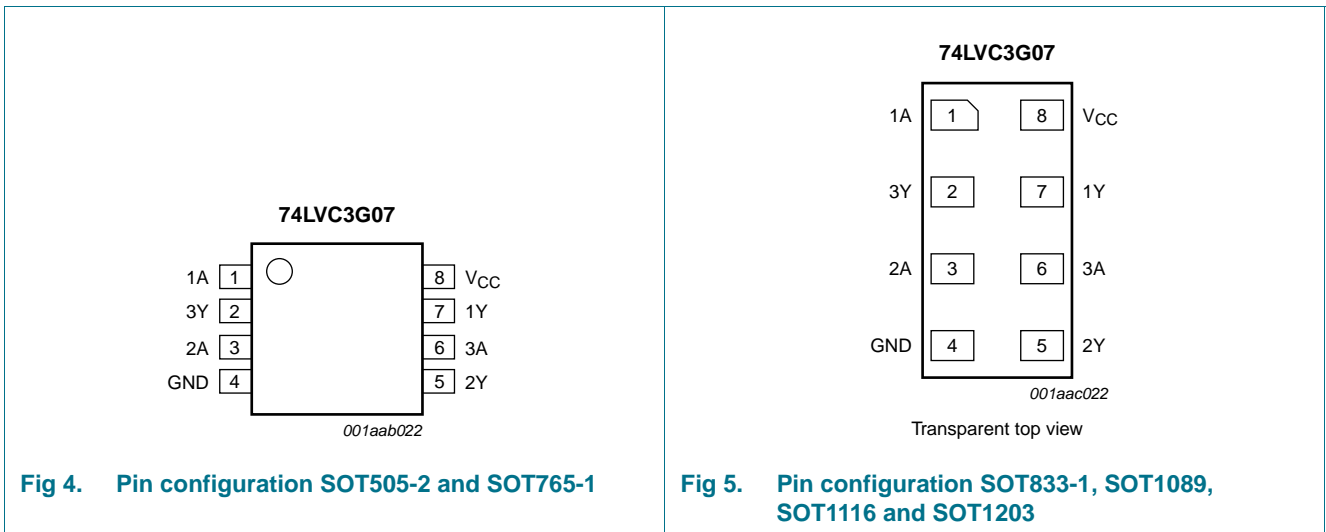 74LVC3G07
1A 1 8 VCC
3Y 2 7 1Y
2A 3 6 3A
GND 4 5 2Y
001aab022
Fig 4. Pin configuration SOT505-2 and SOT765-1
74LVC3G07
1A 1 8 VCC
3Y 2 7 1Y
2A 3 6 3A
GND 4 5 2Y
001aac022
Transparent top view
Fig 5. Pin configuration SOT833-1, SOT1089,
SOT1116 and SOT1203